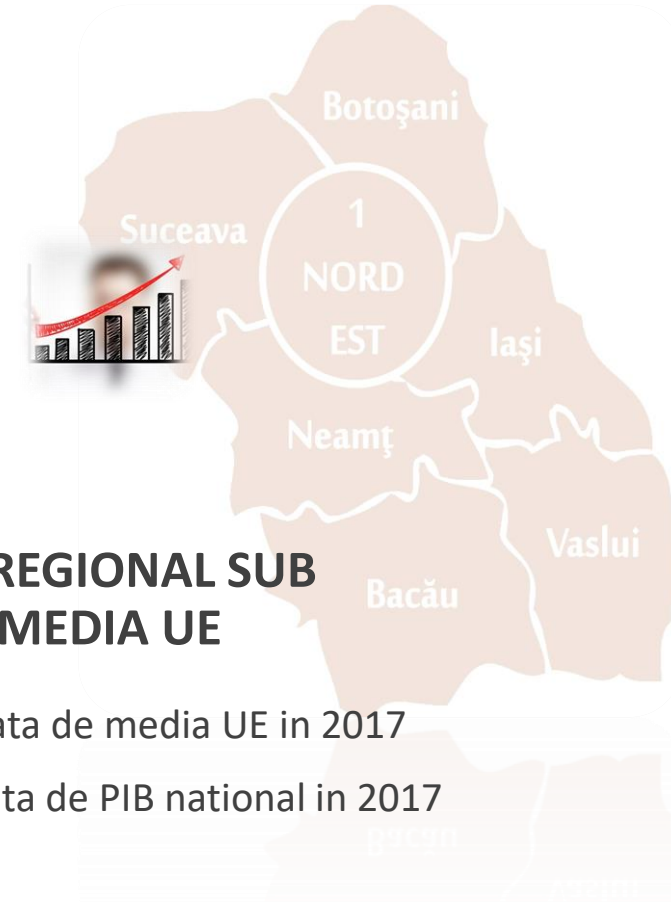 Botoşani
Suceava
1
NORD
EST
Iaşi
Neamţ
Vaslui
Bacău
REGIONAL SUB
MEDIA UE
ata de media UE in 2017
ta de PIB national in 2017